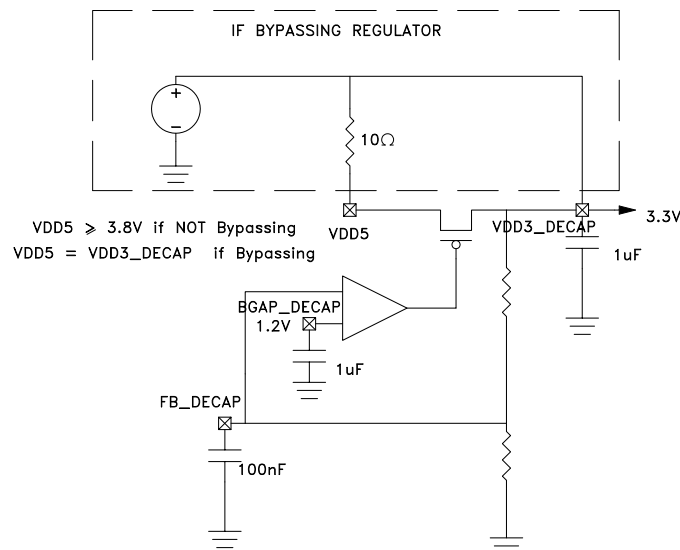 IF BYPASSING REGULATOR
+
−
10Ω
VDD5 ⩾ 3.8V if NOT Bypassing
VDD5 = VDD3_DECAP if Bypassing
VDD5
VDD3_DECAP
3.3V
1uF
BGAP_DECAP
1.2V
1uF
FB_DECAP
100nF